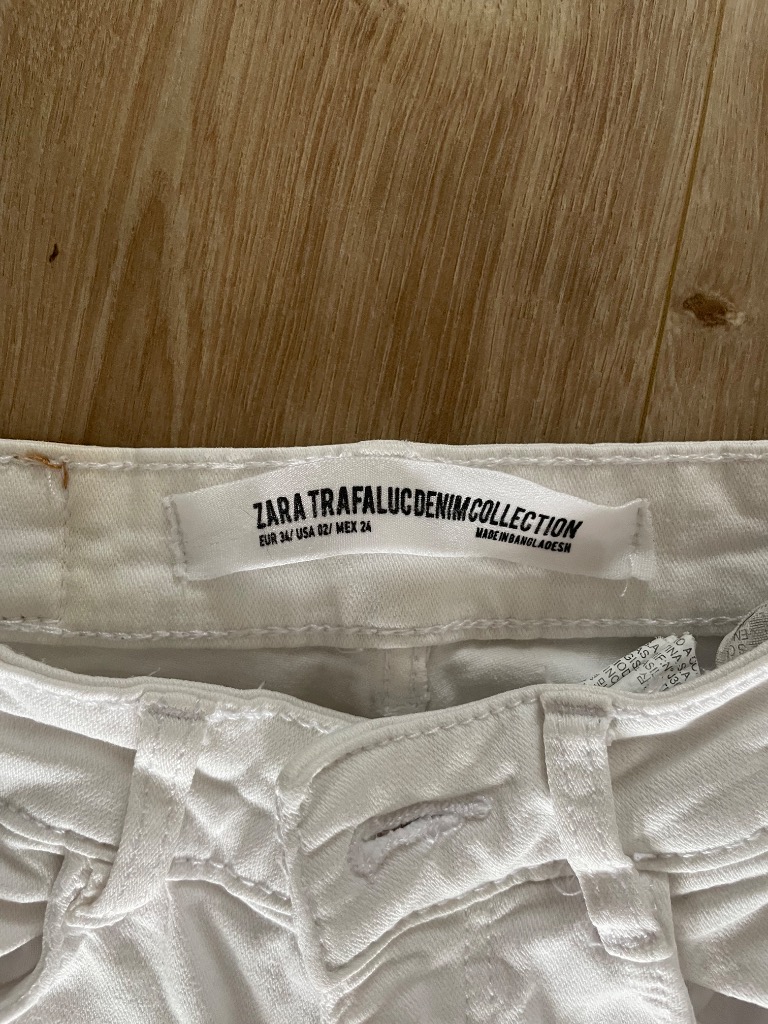 ZARA TRAFALUC DENIM COLLECTION
EUR 34/ USA 02/ MEX 24
MADE IN BANGLADESH